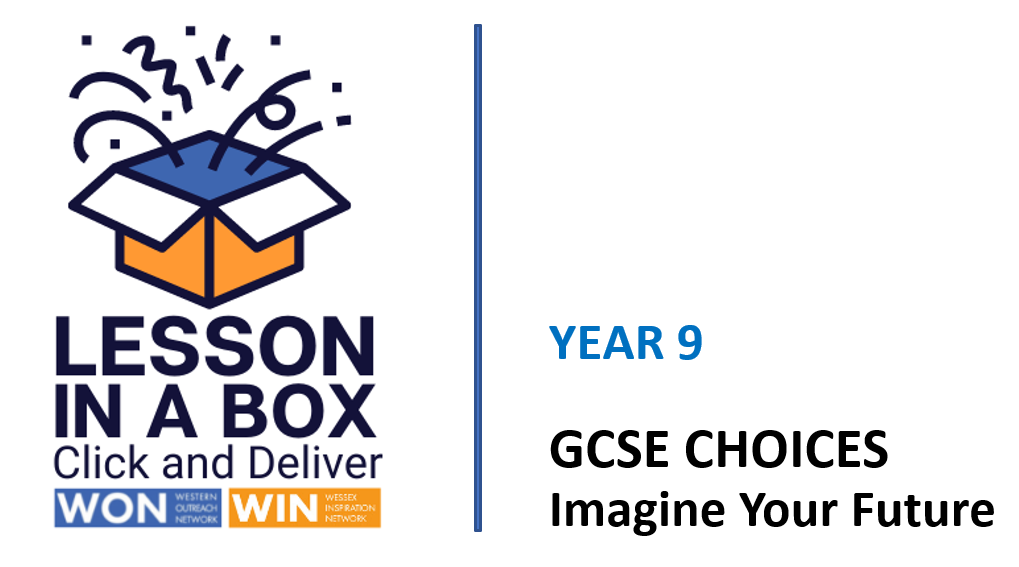 LESSON
IN A BOX
Click and Deliver
WON WESTERN
OUTREACH
NETWORK
WIN WESSEX
INSPIRATION
NETWORK
YEAR 9
GCSE CHOICES
Imagine Your Future